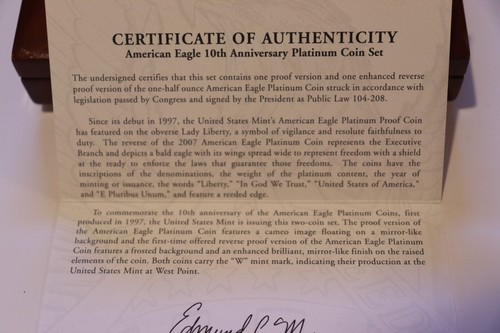 CERTIFICATE OF AUTHENTICITY
American Eagle 10th Anniversary Platinum Coin Set
The undersigned certifies that this set contains one proof version and one enhanced reverse
proof version of the one-half ounce American Eagle Platinum Coin struck in accordance with
legislation passed by Congress and signed by the President as Public Law 104-208.
Since its debut in 1997, the United States Mint's American Eagle Platinum Proof Coin
has featured on the obverse Lady Liberty, a symbol of vigilance and resolute faithfulness to
duty. The reverse of the 2007 American Eagle Platinum Coin represents the Executive
Branch and depicts a bald eagle with its wings spread wide to represent freedom with a shield
at the ready to enforce the laws that guarantee those freedoms. The coins have the
inscriptions of the denominations, the weight of the platinum content, the year of
minting or issuance, the words "Liberty," "In God We Trust," "United States of America,"
and "E Pluribus Unum," and feature a reeded edge.
To commemorate the 10th anniversary of the American Eagle Platinum Coins, first
produced in 1997, the United States Mint is issuing this two-coin set. The proof version of
the American Eagle Platinum Coin features a cameo image floating on a mirror-like
background and the first-time offered reverse proof version of the American Eagle Platinum
Coin features a frosted background and an enhanced brilliant, mirror-like finish on the raised
elements of the coin. Both coins carry the "W" mint mark, indicating their production at the
United States Mint at West Point.
Edmund C. M